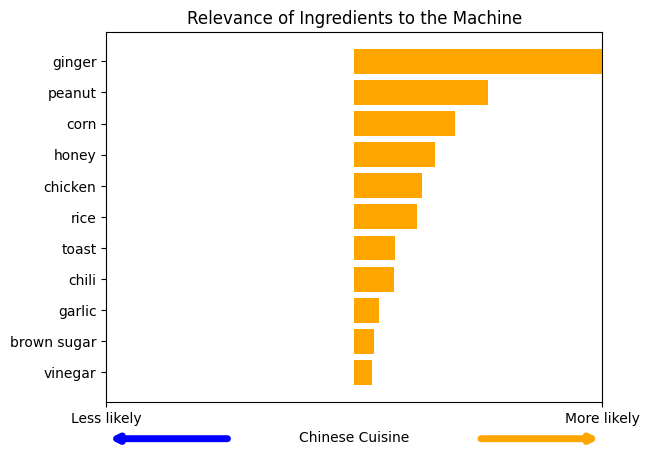 Relevance of Ingredients to the Machine
ginger
peanut
corn
honey
chicken
rice
toast
chili
garlic
brown sugar
vinegar
Less likely
More likely
Chinese Cuisine